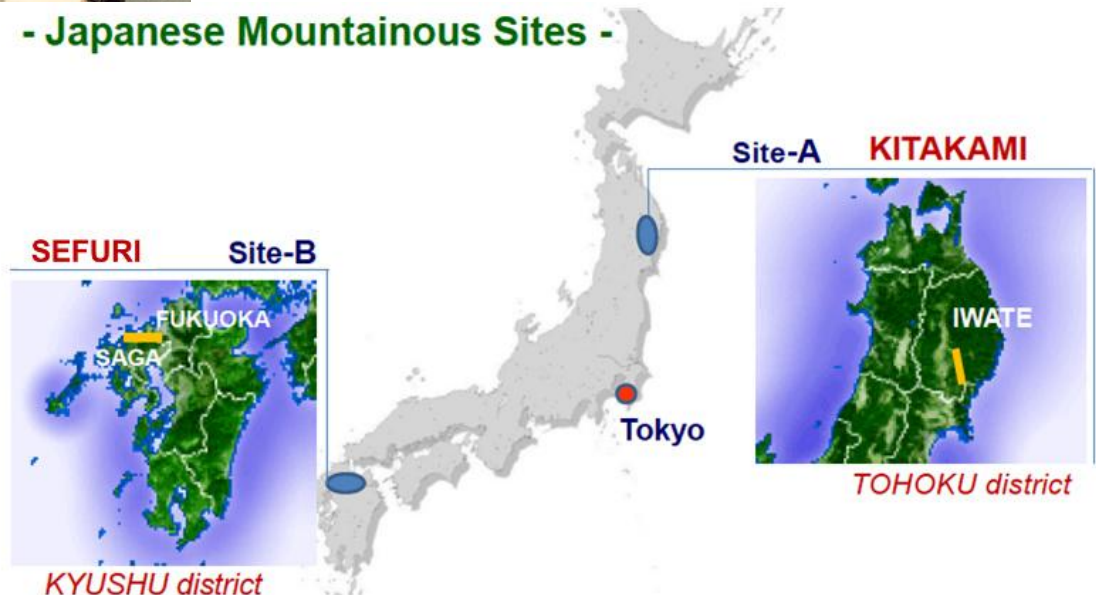 - Japanese Mountainous Sites -
Site-A KITAKAMI
SEFURI Site-B
FUKUOKA
SAGA
IWATE
Tokyo
TOHOKU district
KYUSHU district